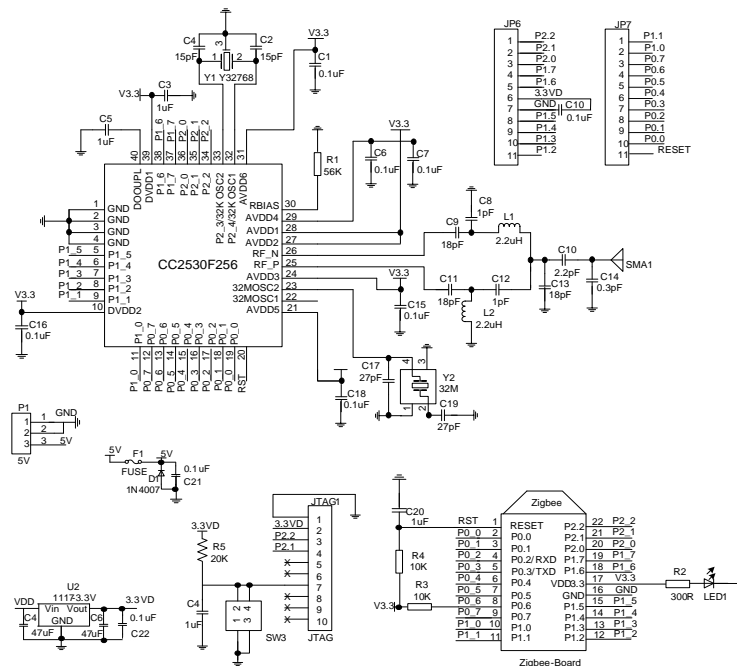 C4
15pF
C2
15pF
3
1
2
Y1 Y32768
V3.3
C1
0.1uF
V3.3
C3
1uF
C5
1uF
P1_6
P1_7
P2_0
P2_1
P2_2
40
39
38
37
36
35
34
33
32
31
DOOUPL
DVDD1
P1_6
P1_7
P2_0
P2_1
P2_2
P2_3/32K OSC2
P2_4/32K OSC1
AVDD6
R1
56K
V3.3
C6
0.1uF
C7
0.1uF
1 GND
2 GND
3 GND
4 GND
P1_5 5 P1_5
P1_4 6 P1_4
P1_3 7 P1_3
P1_2 8 P1_2
P1_1 9 P1_1
10 DVDD2
CC2530F256
RBIAS 30
AVDD4 29
AVDD1 28
AVDD2 27
RF_N 26
RF_P 25
AVDD3 24
32MOSC2 23
32MOSC1 22
AVDD5 21
V3.3
C16
0.1uF
P1_0
P0_7
P0_6
P0_5
P0_4
P0_3
P0_2
P0_1
P0_0
11
12
13
14
15
16
17
18
19
20
P1_0
P0_7
P0_6
P0_5
P0_4
P0_3
P0_2
P0_1
P0_0
RST
C8
1pF
C9
18pF
L1
2.2uH
C10
2.2pF
SMA1
C14
0.3pF
C13
18pF
C11
18pF
C12
1pF
L2
2.2uH
V3.3
C15
0.1uF
C17
27pF
4
3
Y2
32M
1
2
C19
27pF
C18
0.1uF
JP6
1 P2.2
2 P2.1
3 P2.0
4 P1.7
5 P1.6
6 3.3VD
7 GND
8 P1.5
9 P1.4
10 P1.3
11 P1.2
C10
0.1uF
JP7
1 P1.1
2 P1.0
3 P0.7
4 P0.6
5 P0.5
6 P0.4
7 P0.3
8 P0.2
9 P0.1
10 P0.0
11 RESET
P1
1 1 GND
2 2
3 3 5V
5V
5V
F1
FUSE
5V
D1
1N4007
0.1uF
C21
U2
1117-3.3V
VDD
Vin Vout
GND
3.3VD
C4
47uF
C6
47uF
0.1uF
C22
3.3VD
R5
20K
C4
1uF
1 3
2 4
SW3
JTAG1
1
3.3VD 2
P2.2 3
P2.1 4
5
6
7
8
9
10
JTAG
C20
1uF
R4
10K
R3
10K
V3.3
Zigbee
RST 1 RESET
P0_0 2 P0.0
P0_1 3 P0.1
P0_2 4 P0.2/RXD
P0_3 5 P0.3/TXD
P0_4 6 P0.4
P0_5 7 P0.5
P0_6 8 P0.6
P0_7 9 P0.7
P1_0 10 P1.0
P1_1 11 P1.1
P2.2 22 P2_2
P2.1 21 P2_1
P2.0 20 P2_0
P1.7 19 P1_7
P1.6 18 P1_6
VDD3.3 17 V3.3
GND 16 GND
P1.5 15 P1_5
P1.4 14 P1_4
P1.3 13 P1_3
P1.2 12 P1_2
R2
300R
LED1
Zigbee-Board